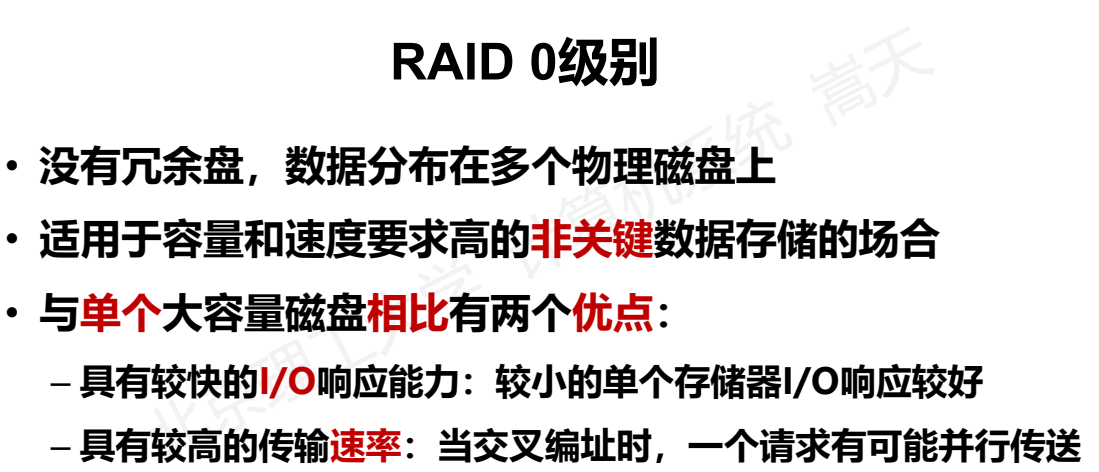 RAID 0级别
• 没有冗余盘，数据分布在多个物理磁盘上
• 适用于容量和速度要求高的非关键数据存储的场合
• 与单个大容量磁盘相比有两个优点：
– 具有较快的I/O响应能力：较小的单个存储器I/O响应较好
– 具有较高的传输速率：当交叉编址时，一个请求有可能并行传送
北京理工大学 计算机系统 嵩天